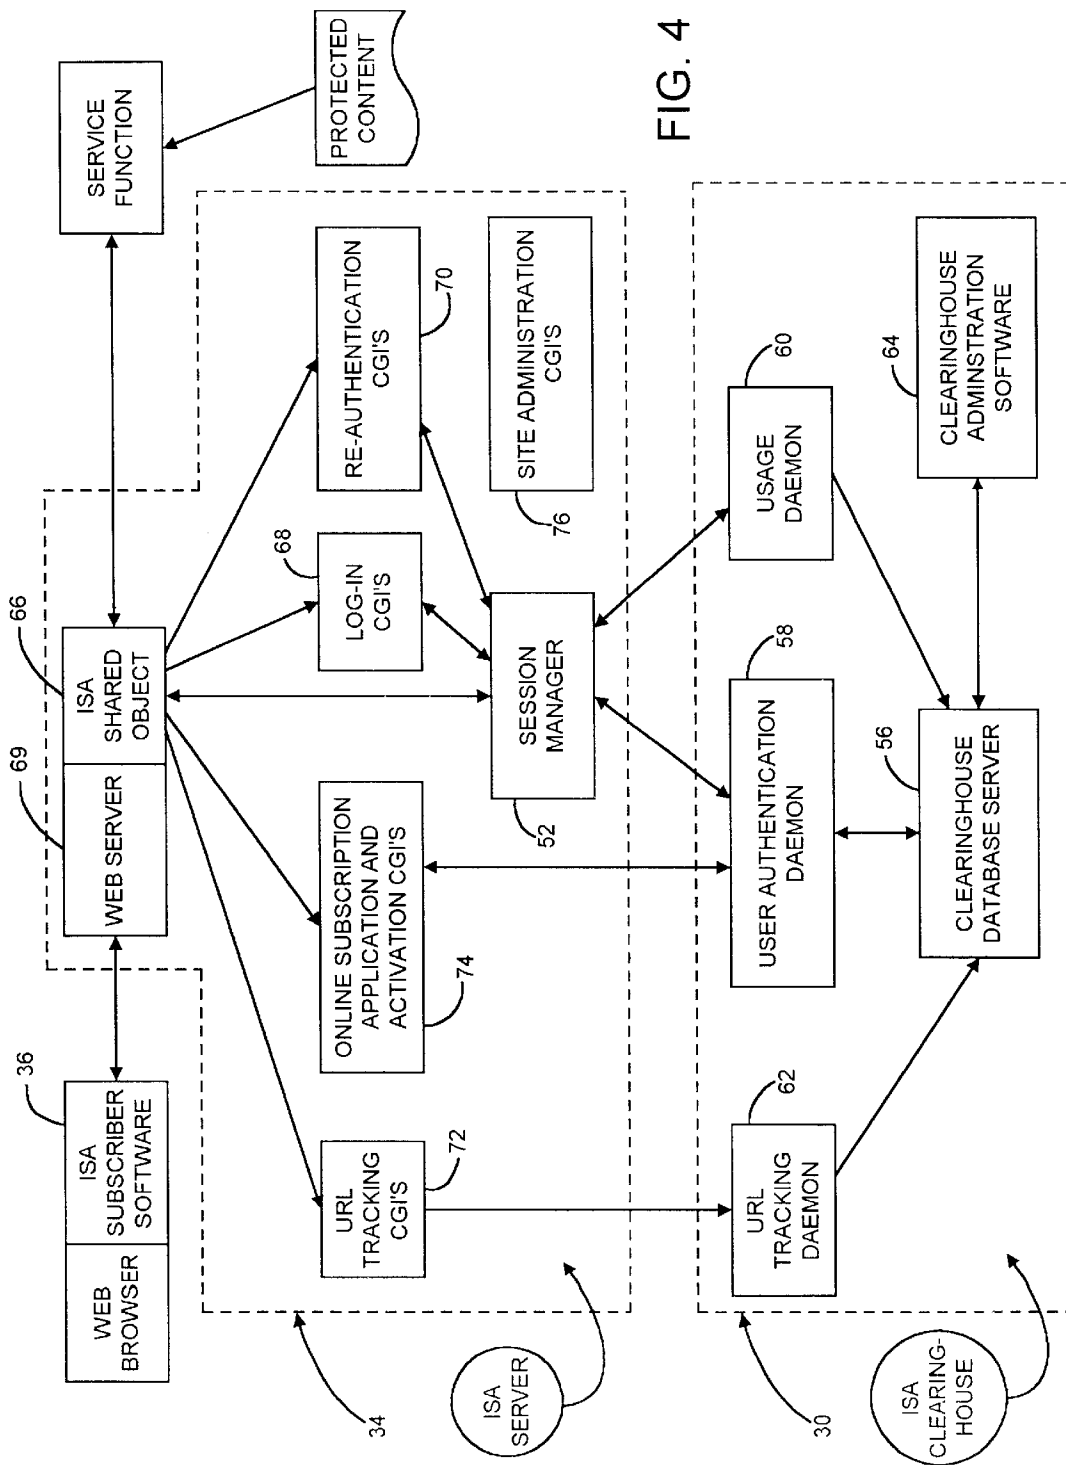 WEB
BROWSER
ISA
SUBSCRIBER
SOFTWARE
36
WEB SERVER
69
ISA
SHARED
OBJECT
66
SERVICE
FUNCTION
PROTECTED
CONTENT
34
URL
TRACKING
CGI'S
72
ONLINE SUBSCRIPTION
APPLICATION AND
ACTIVATION CGI'S
74
LOG-IN
CGI'S
68
RE-AUTHENTICATION
CGI'S
70
SESSION
MANAGER
52
SITE ADMINISTRATION
CGI'S
76
ISA
SERVER
FIG. 4
30
URL
TRACKING
DAEMON
62
USER AUTHENTICATION
DAEMON
58
USAGE
DAEMON
60
CLEARINGHOUSE
DATABASE SERVER
56
CLEARINGHOUSE
ADMINSTRATION
SOFTWARE
64
ISA
CLEARING-
HOUSE